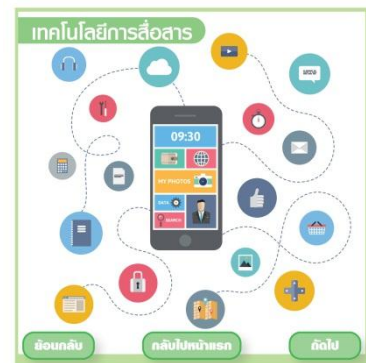 เทคโนโลยีการสื่อสาร
09:30
MY PHOTOS
DATA
SEARCH
ย้อนกลับ
กลับไปหน้าแรก
ถัดไป